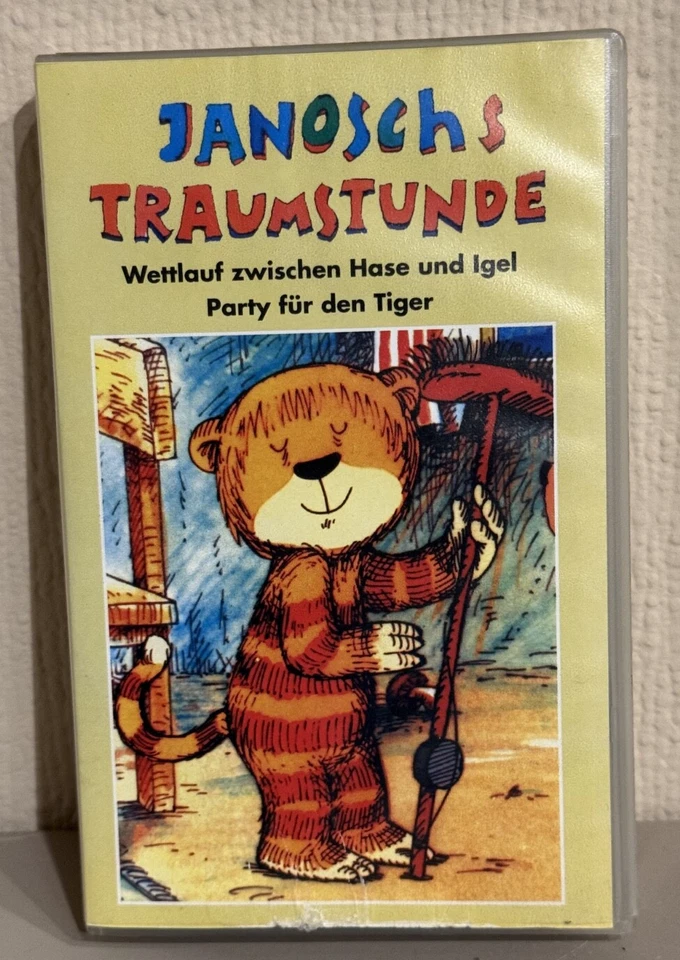 JANOSChS
TRAUMSTUNDE
Wettlauf zwischen Hase und Igel
Party für den Tiger